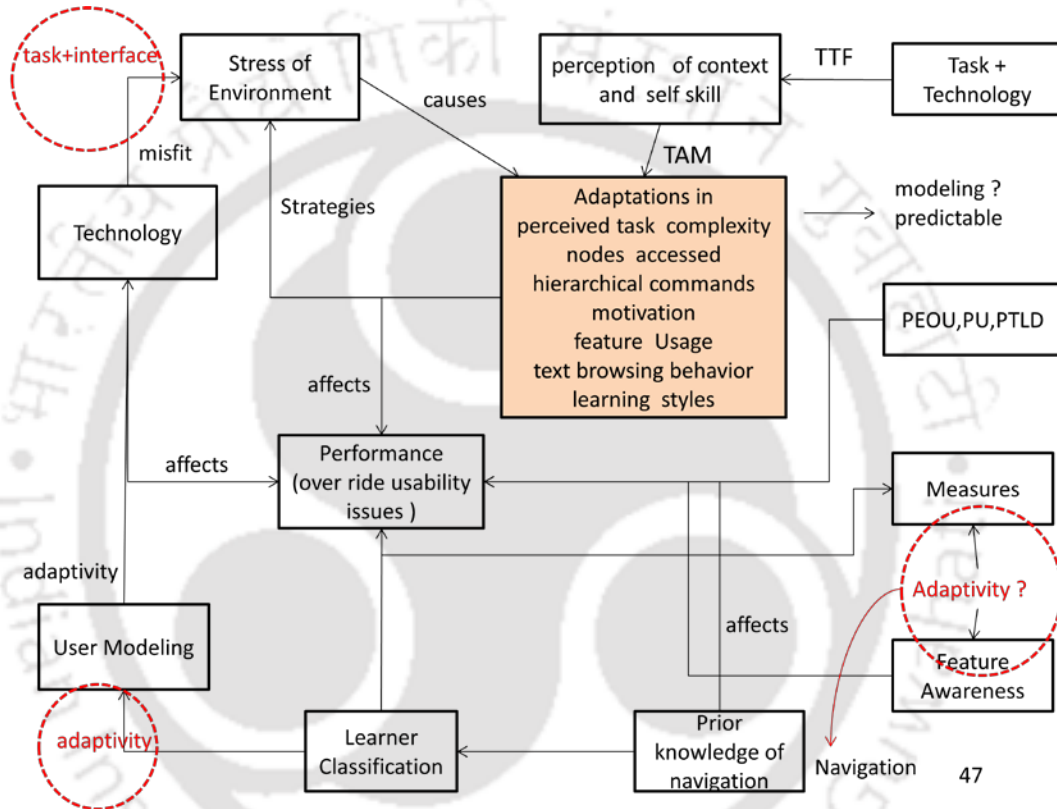 task+interface
Stress of
Environment
causes
perception of context
and self skill
TTF
Task +
Technology
misfit
TAM
Technology
Strategies
Adaptations in
perceived task complexity
nodes accessed
hierarchical commands
motivation
feature Usage
text browsing behavior
learning styles
modeling ?
predictable
PEOU,PU,PTLD
affects
affects
Performance
(over ride usability
issues )
Measures
adaptivity
Adaptivity ?
User Modeling
affects
Feature
Awareness
adaptivity
Learner
Classification
Prior
knowledge of
navigation
Navigation
47